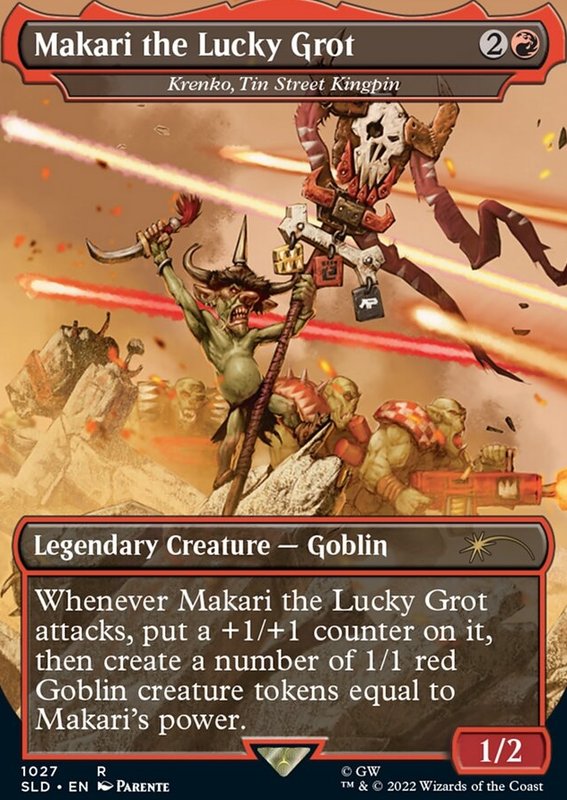 Makari the Lucky Grot 2
Krenko, Tin Street Kingpin
Legendary Creature — Goblin
Whenever Makari the Lucky Grot
attacks, put a +1/+1 counter on it,
then create a number of 1/1 red
Goblin creature tokens equal to
Makari's power.
1/2
1027 R
SLD • EN PARENTE
© GW
™ & © 2022 Wizards of the Coast